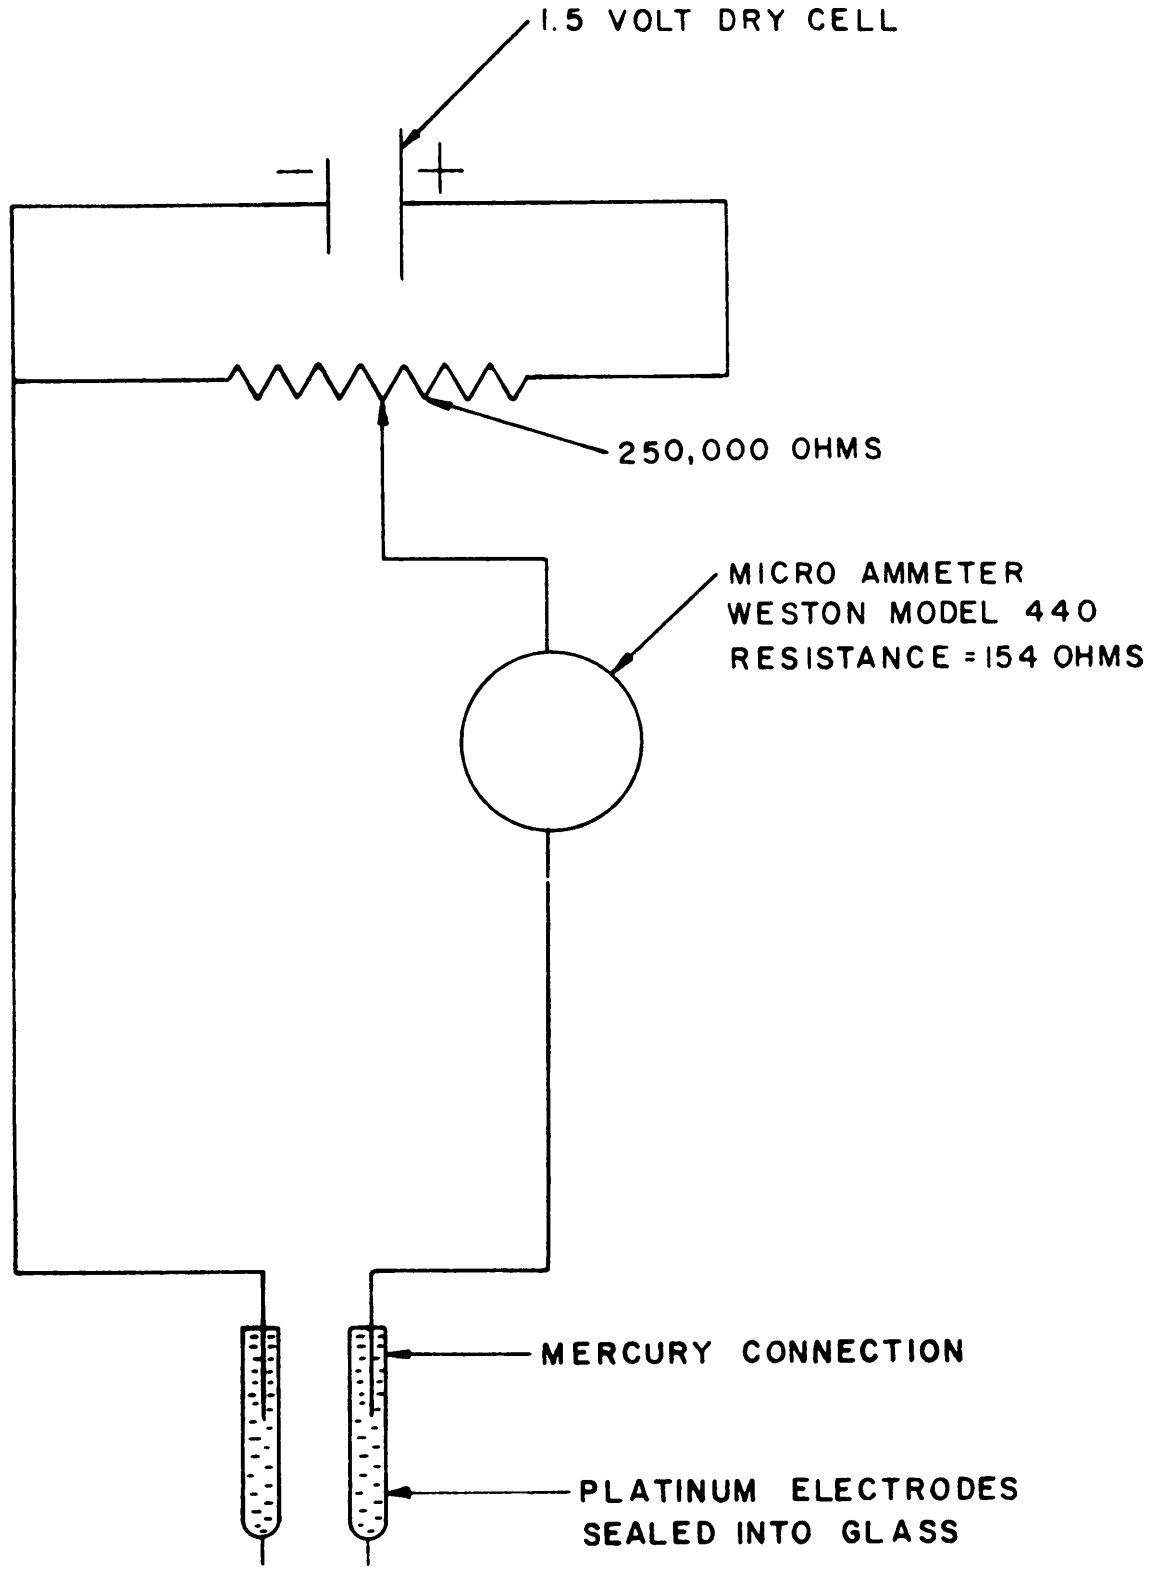 1.5 VOLT DRY CELL
− +
250,000 OHMS
MICRO AMMETER
WESTON MODEL 440
RESISTANCE = 154 OHMS
MERCURY CONNECTION
PLATINUM ELECTRODES
SEALED INTO GLASS